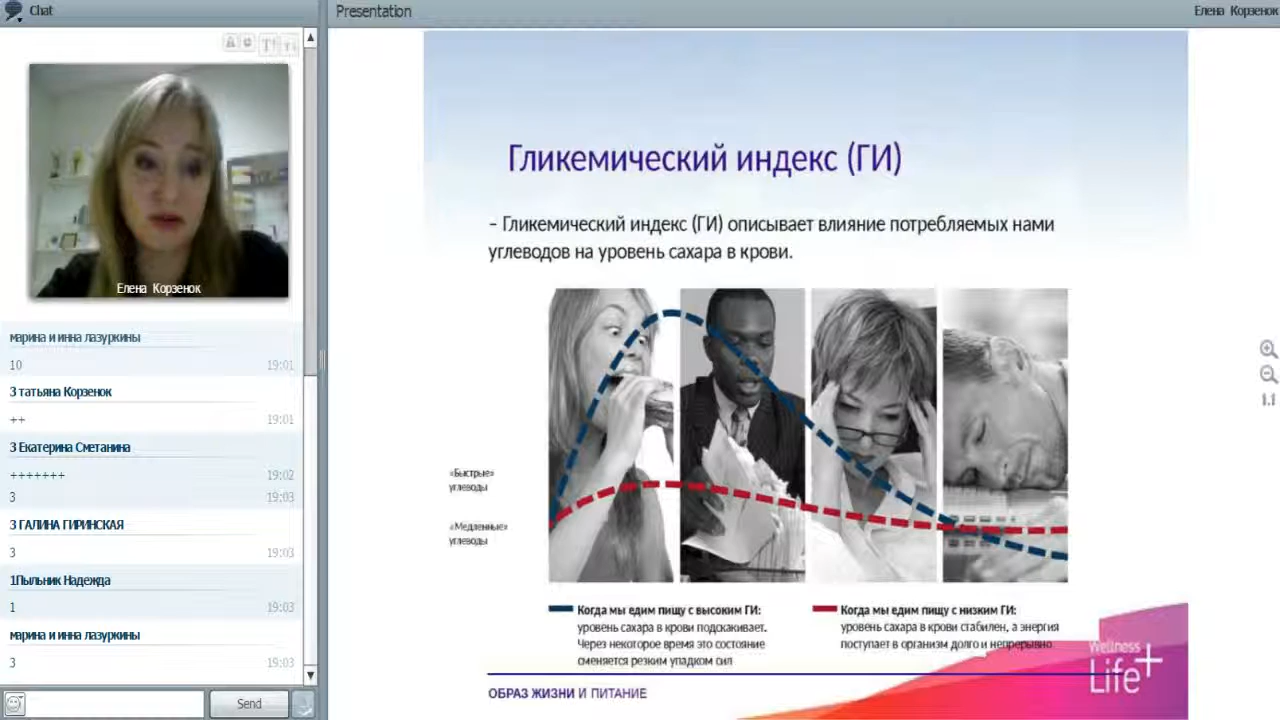 Chat
Елена Корзенок
марина и инна лазуркины
10 19:01
3 татьяна Корзенок
++ 19:01
3 Екатерина Сметанина
+++++++ 19:02
3 19:03
3 ГАЛИНА ГИРИНСКАЯ
3 19:03
1Пыльник Надежда
1 19:03
марина и инна лазуркины
3 19:03
Send
Presentation
Елена Корзенок
Гликемический индекс (ГИ)
– Гликемический индекс (ГИ) описывает влияние потребляемых нами
углеводов на уровень сахара в крови.
«Быстрые»
углеводы
«Медленные»
углеводы
Когда мы едим пищу с высоким ГИ:
уровень сахара в крови подскакивает.
Через некоторое время это состояние
сменяется резким упадком сил
Когда мы едим пищу с низким ГИ:
уровень сахара в крови стабилен, а энергия
поступает в организм долго и непрерывно
ОБРАЗ ЖИЗНИ И ПИТАНИЕ
Wellness
Life+
1:1